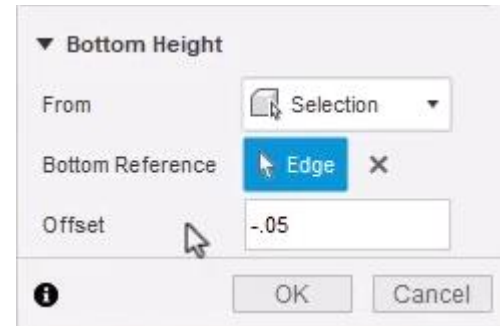 Bottom Height
From Selection
Bottom Reference Edge
Offset -.05
OK Cancel